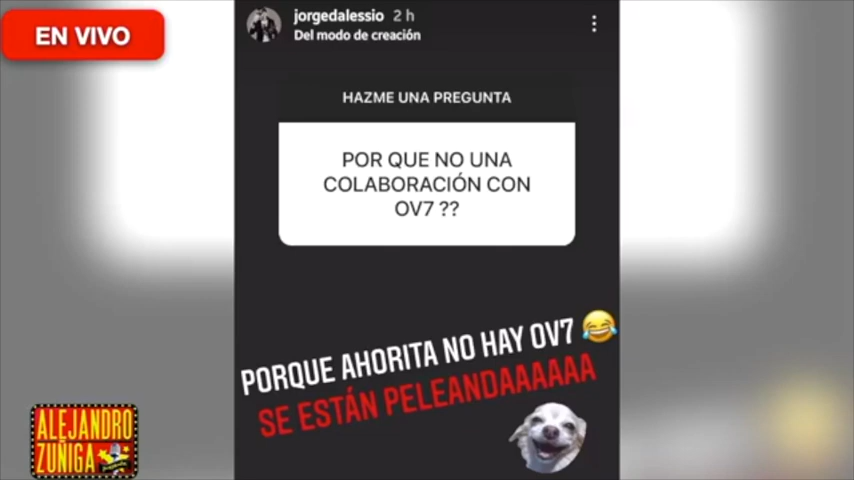 EN VIVO
jorgedalessio 2 h
Del modo de creación
HAZME UNA PREGUNTA
POR QUE NO UNA
COLABORACIÓN CON
OV7 ??
PORQUE AHORITA NO HAY OV7 😂
SE ESTÁN PELEANDAAAAAA
ALEJANDRO
ZUÑIGA